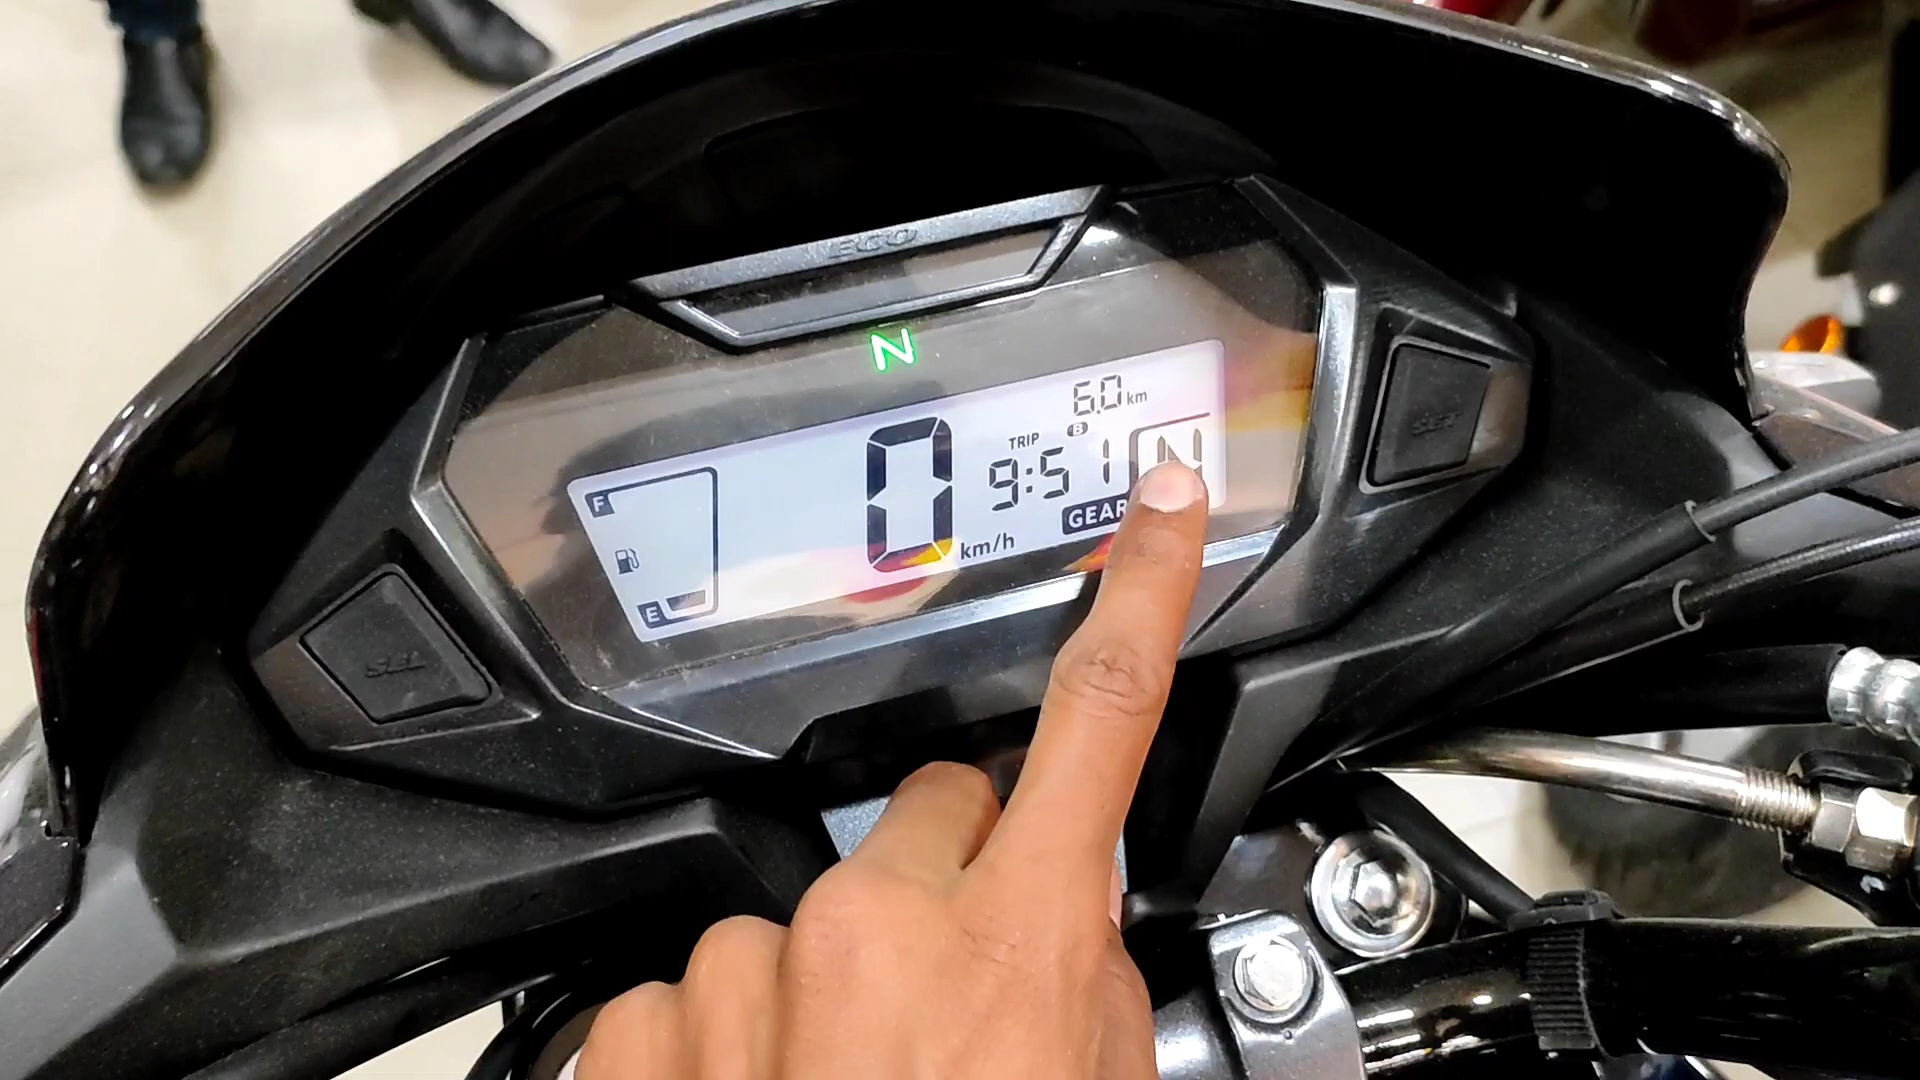 ECO
N
6.0 km
TRIP B
9:51 N
F
0 km/h
GEAR
E
SEL
SET